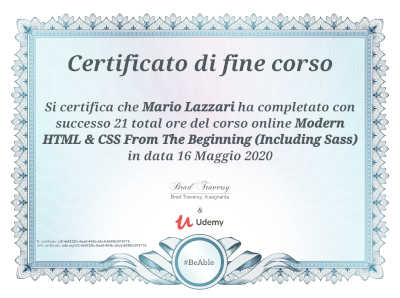 Certificato di fine corso
Si certifica che Mario Lazzari ha completato con
successo 21 total ore del corso online Modern
HTML & CSS From The Beginning (Including Sass)
in data 16 Maggio 2020
Brad Traversy
Brad Traversy, Insegnante
&
Udemy
#BeAble